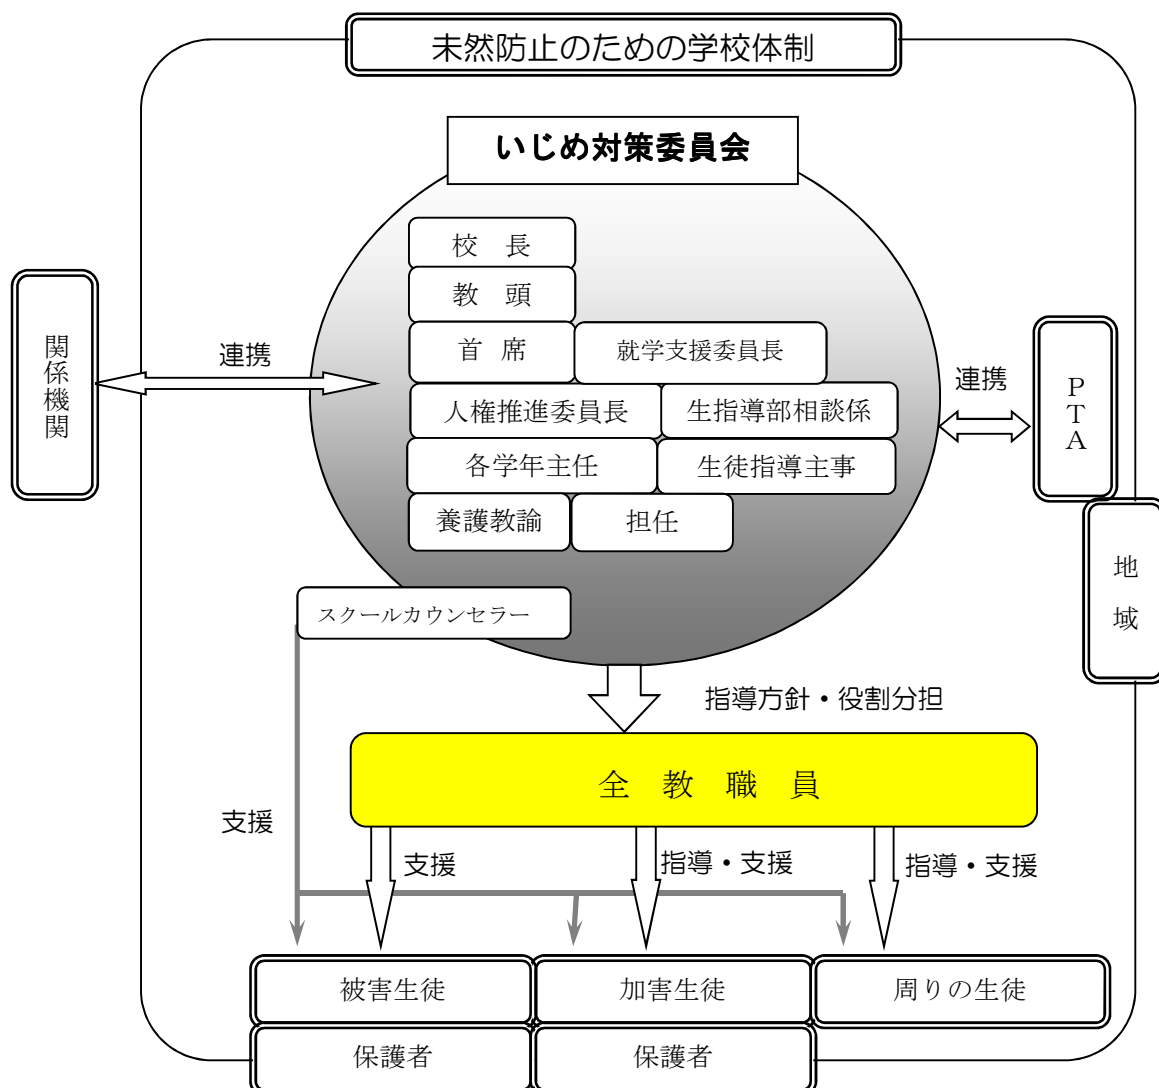 未然防止のための学校体制
いじめ対策委員会
校　長
教　頭
首 席
就学支援委員長
人権推進委員長
生指導部相談係
各学年主任
生徒指導主事
養護教諭
担任
スクールカウンセラー
関係機関
連携
連携
PTA
地域
指導方針・役割分担
全　教　職　員
支援
支援
指導・支援
指導・支援
被害生徒
加害生徒
周りの生徒
保護者
保護者